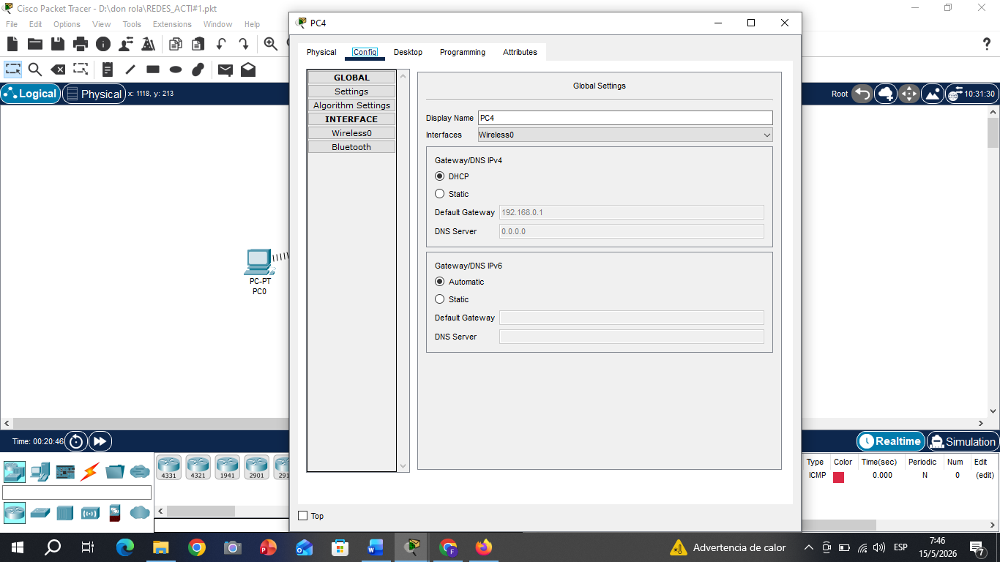 Cisco Packet Tracer - D:\don rola\REDES_ACTI#1.pkt
File Edit Options View Tools Extensions Window Help
Logical Physical x: 1118, y: 213
Root 10:31:30
PC4
Physical Config Desktop Programming Attributes
GLOBAL
Settings
Algorithm Settings
INTERFACE
Wireless0
Bluetooth
Global Settings
Display Name PC4
Interfaces Wireless0
Gateway/DNS IPv4
DHCP
Static
Default Gateway 192.168.0.1
DNS Server 0.0.0.0
Gateway/DNS IPv6
Automatic
Static
Default Gateway
DNS Server
Top
PC-PT
PC0
Time: 00:20:46
Realtime Simulation
4331 4321 1941 2901 291
Type Color Time(sec) Periodic Num Edit
ICMP 0.000 N 0 (edit)
Advertencia de calor
ESP
7:46
15/5/2026
7